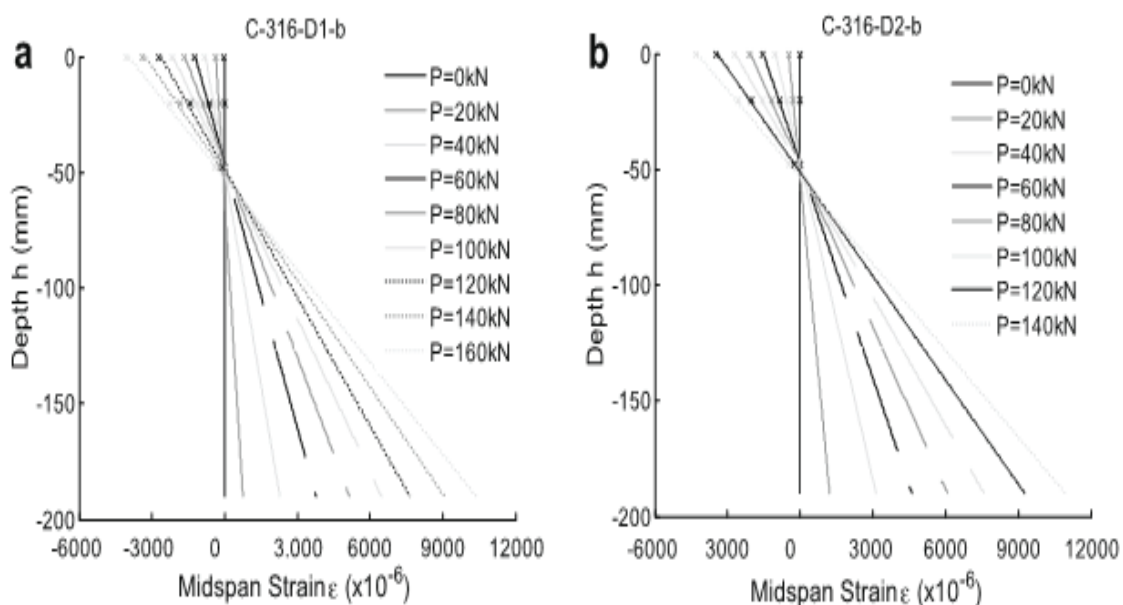 a
C-316-D1-b
0
-50
-100
-150
-200
Depth h (mm)
-6000 -3000 0 3.000 6000 9000 12000
Midspan Strain ε (x10-6)
P=0kN
P=20kN
P=40kN
P=60kN
P=80kN
P=100kN
P=120kN
P=140kN
P=160kN
b
C-316-D2-b
0
-50
-100
-150
-200
Depth h (mm)
-6000 3000 0 3000 6000 9000 12000
Midspan Strain ε (x10-6)
P=0kN
P=20kN
P=40kN
P=60kN
P=80kN
P=100kN
P=120kN
P=140kN